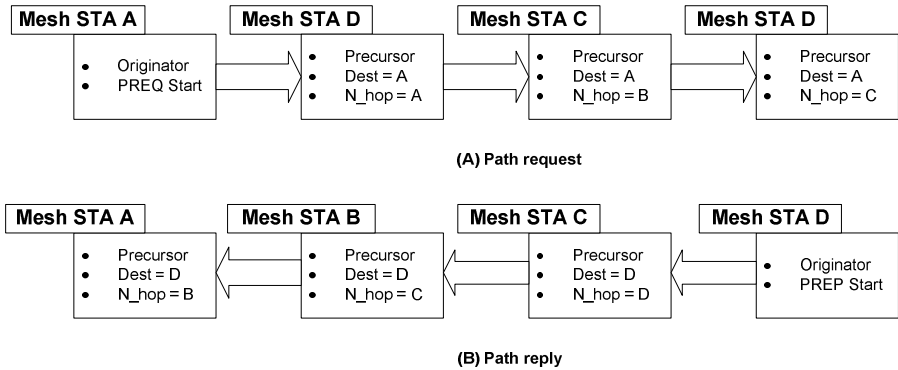 Mesh STA A
Mesh STA D
Mesh STA C
Mesh STA D
• Originator
• PREQ Start
• Precursor
• Dest = A
• N_hop = A
• Precursor
• Dest = A
• N_hop = B
• Precursor
• Dest = A
• N_hop = C
(A) Path request
Mesh STA A
Mesh STA B
Mesh STA C
Mesh STA D
• Precursor
• Dest = D
• N_hop = B
• Precursor
• Dest = D
• N_hop = C
• Precursor
• Dest = D
• N_hop = D
• Originator
• PREP Start
(B) Path reply